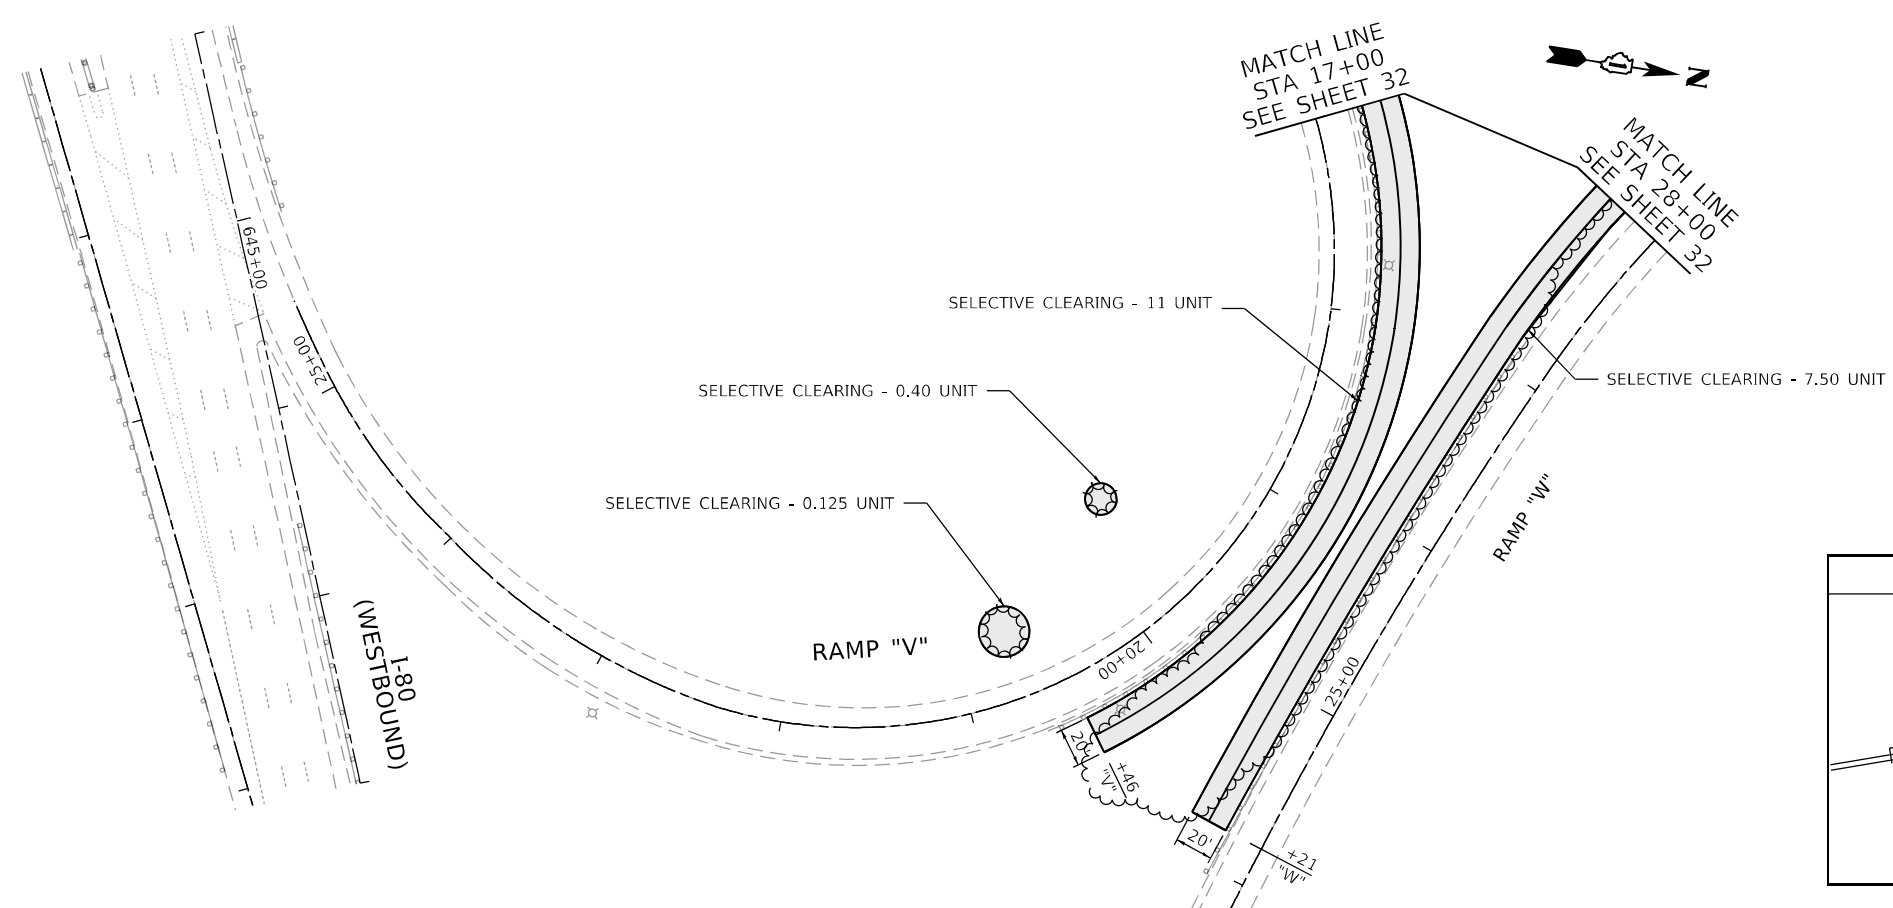 MATCH LINE
STA 17+00
SEE SHEET 32
N
MATCH LINE
STA 28+00
SEE SHEET 32
645+00
SELECTIVE CLEARING - 11 UNIT
25+00
SELECTIVE CLEARING - 0.40 UNIT
SELECTIVE CLEARING - 7.50 UNIT
SELECTIVE CLEARING - 0.125 UNIT
RAMP "W"
RAMP "V"
20+00
I-80
(WESTBOUND)
25+00
20'
+46
"V"
20'
+21
"W"